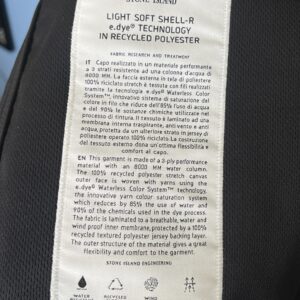 STONE ISLAND
LIGHT SOFT SHELL-R
e.dye® TECHNOLOGY
IN RECYCLED POLYESTER
FABRIC RESEARCH AND TREATMENT
IT Capo realizzato in un materiale performante
a 3 strati resistente ad una colonna d'acqua di
8000 MM. La faccia esterna in tela di poliestere
100% riciclato stretch è tessuta con fili realizzati
tramite la tecnologia e.dye® Waterless Color
System™, innovativo sistema di saturazione del
colore in filo che riduce dell'85% l'uso d'acqua
e del 90% le sostanze chimiche utilizzate nel
processo di tintura. Il tessuto è laminato ad una
membrana interna traspirante, anti vento e anti
acqua, protetta da un ulteriore strato in jersey di
poliestere operato 100% riciclato. La costruzione
del tessuto esterno dona un'ottima flessibilità e
comfort al capo.
EN This garment is made of a 3-ply performance
material with an 8000 MM water column.
The 100% recycled polyester stretch canvas
outer face is woven with yarns using the
e.dye® Waterless Color System™ technology,
the innovative yarn colour saturation system
which reduces by 85% the use of water and
90% of the chemicals used in the dye process.
The fabric is laminated to a breathable, water and
wind proof inner membrane, protected by a 100%
recycled textured polyester jersey backing layer.
The outer structure of the material gives a great
flexibility and comfort to the garment.
STONE ISLAND ENGINEERING
WATER
RECYCLED
WIND